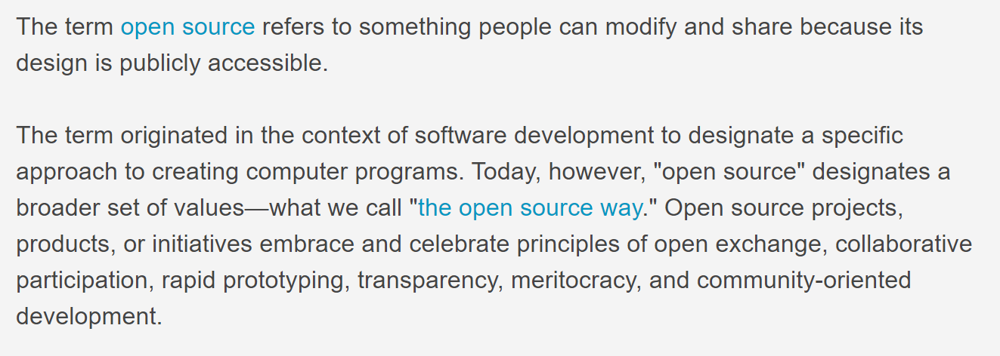 The term open source refers to something people can modify and share because its
design is publicly accessible.
The term originated in the context of software development to designate a specific
approach to creating computer programs. Today, however, "open source" designates a
broader set of values—what we call "the open source way." Open source projects,
products, or initiatives embrace and celebrate principles of open exchange, collaborative
participation, rapid prototyping, transparency, meritocracy, and community-oriented
development.